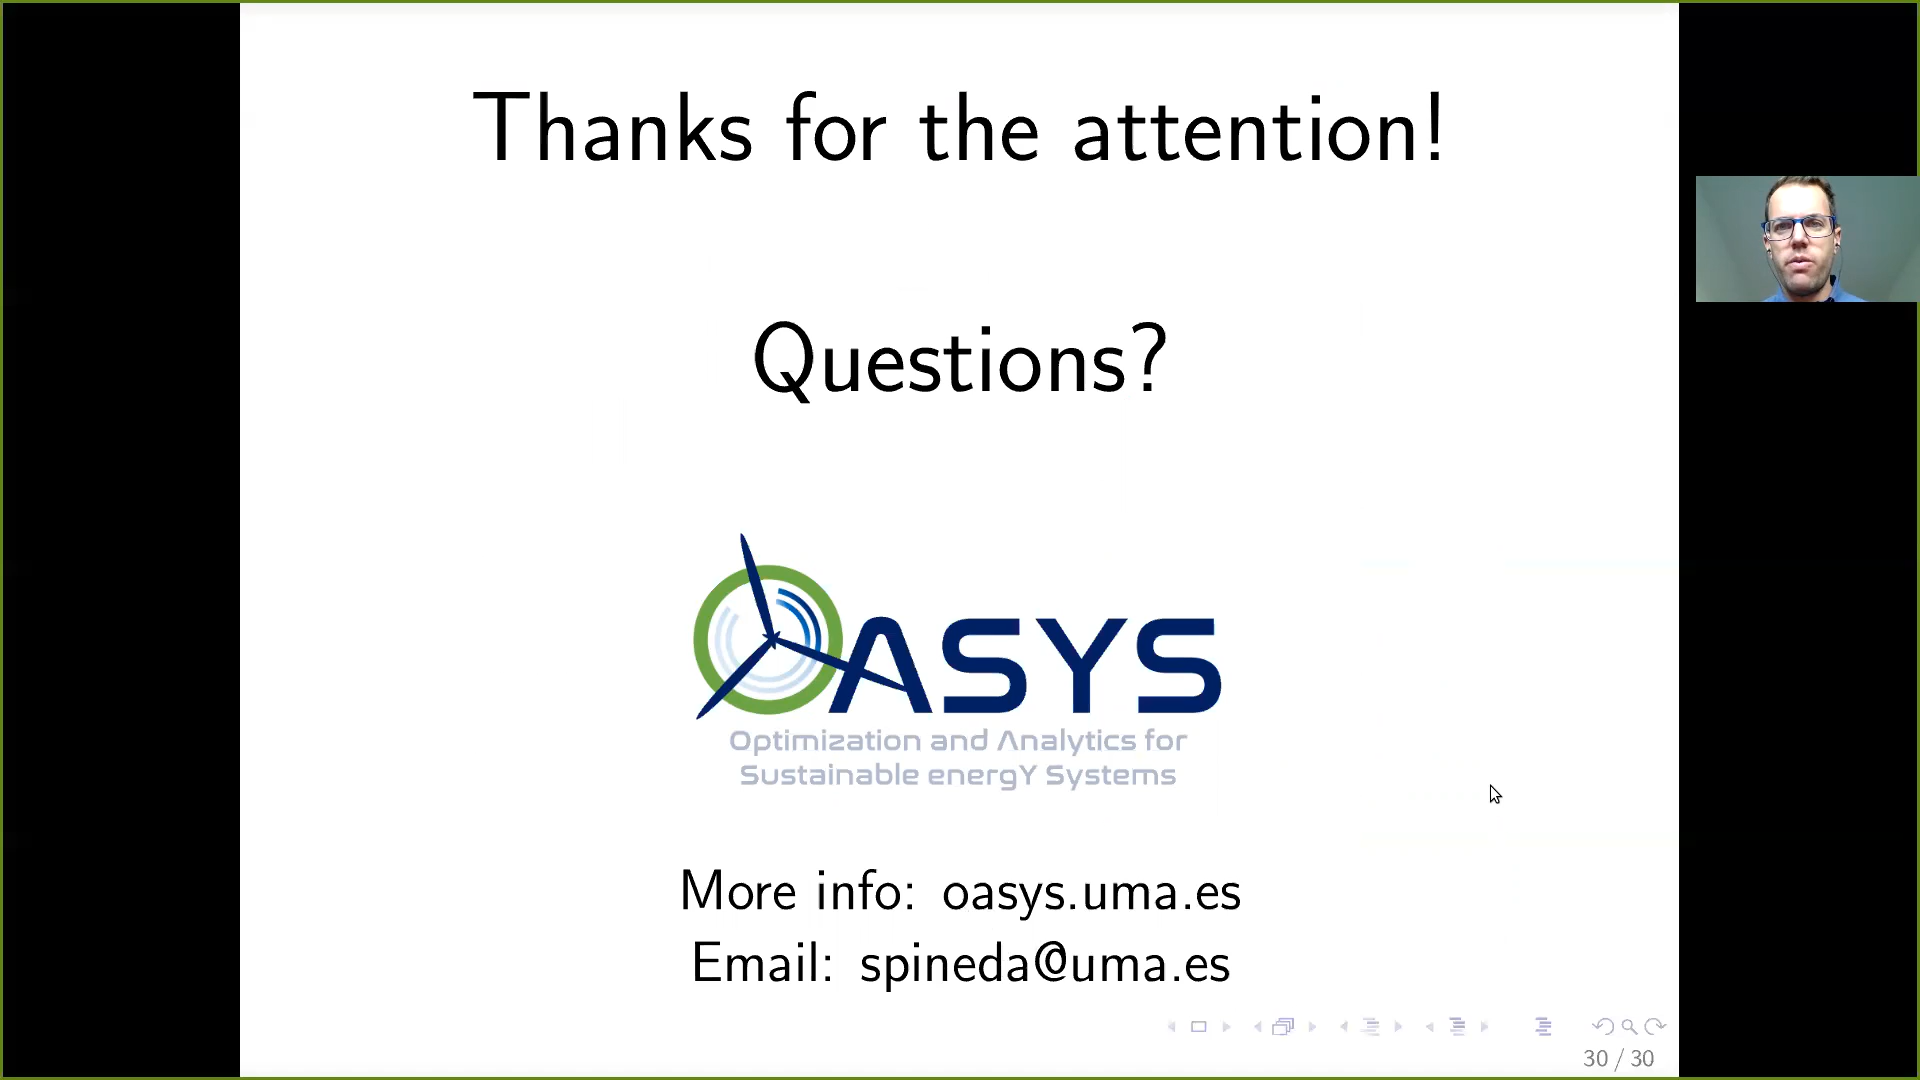 Thanks for the attention!
Questions?
OASYS
Optimization and Analytics for
Sustainable energY Systems
More info: oasys.uma.es
Email: spineda@uma.es
30 / 30